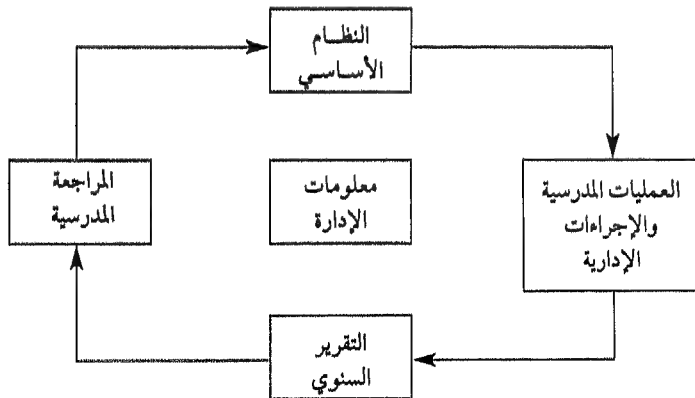 النظام
الأساسي
العمليات المدرسية
والإجراءات
الإدارية
معلومات
الإدارة
المراجعة
المدرسية
التقرير
السنوي